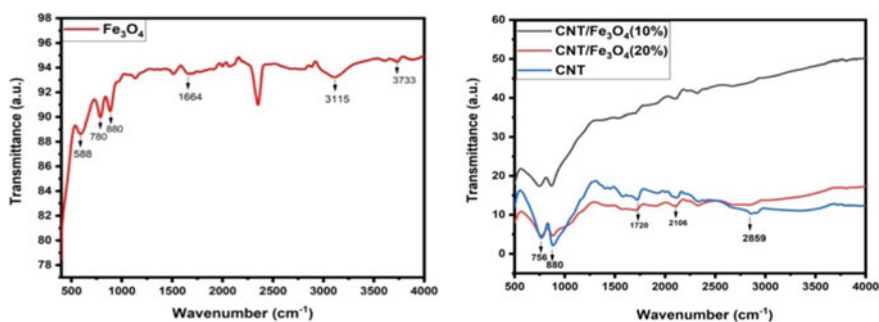 Fe₃O₄
Transmittance (a.u.)
96
94
92
90
88
86
84
82
80
78
588
780
880
1664
3115
3733
500 1000 1500 2000 2500 3000 3500 4000
Wavenumber (cm⁻¹)
CNT/Fe₃O₄(10%)
CNT/Fe₃O₄(20%)
CNT
Transmittance (a.u.)
60
50
40
30
20
10
0
756
880
1720
2106
2859
500 1000 1500 2000 2500 3000 3500 4000
Wavenumber (cm⁻¹)